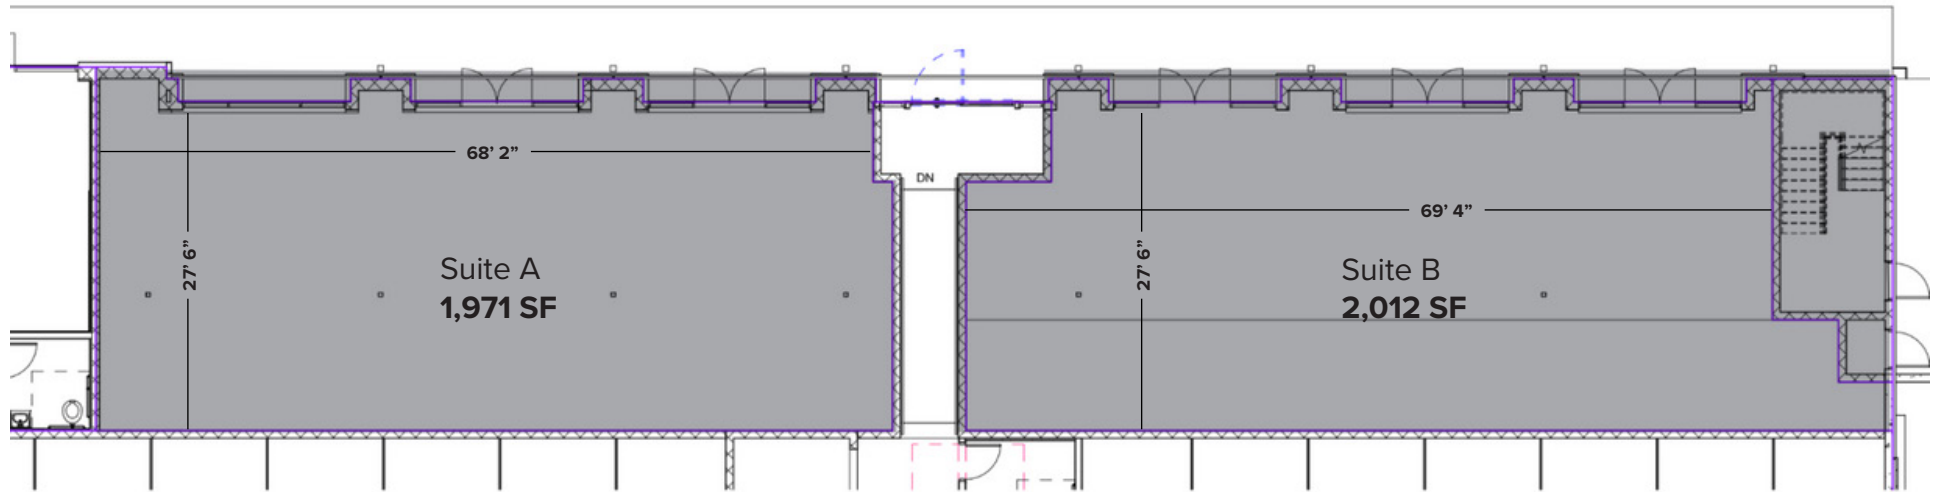 68’ 2”
DN
69’ 4”
27’ 6”
Suite A
1,971 SF
27’ 6”
Suite B
2,012 SF